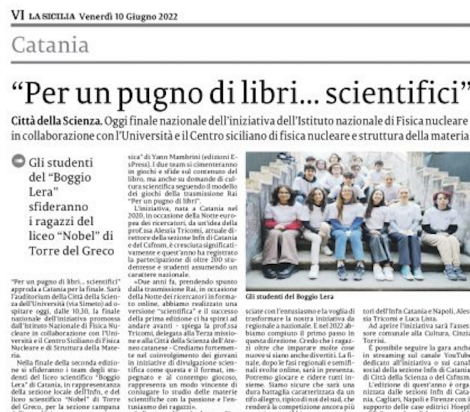 VI LA SICILIA Venerdì 10 Giugno 2022
Catania
“Per un pugno di libri... scientifici”
Città della Scienza. Oggi finale nazionale dell'iniziativa dell'Istituto nazionale di Fisica nucleare
in collaborazione con l'Università e il Centro siciliano di fisica nucleare e struttura della materia
Gli studenti
del “Boggio
Lera”
sfideranno
i ragazzi del
liceo “Nobel” di
Torre del Greco
“Per un pugno di libri... scientifici”
approda a Catania per la finale. Sarà
l'auditorium della Città della Scien-
za dell'Università (via Simeto) ad o-
spitare oggi, dalle 10,30, la finale
nazionale dell'iniziativa promossa
dall'Istituto Nazionale di Fisica Nu-
cleare in collaborazione con l'Uni-
versità e il Centro Siciliano di Fisica
Nucleare e di Struttura della Mate-
ria.
Nella finale della seconda edizio-
ne si sfideranno i team degli stu-
denti del liceo scientifico “Boggio
Lera” di Catania, in rappresentanza
della sezione locale dell'Infn, e del
liceo scientifico “Nobel” di Torre
del Greco, per la sezione campana
sica” di Yann Mambrini (edizioni E-
sPress). I due team si cimenteranno
in giochi e sfide sul contenuto del
libro, ma anche su domande di cul-
tura scientifica seguendo il modello
dei giochi della trasmissione Rai
“Per un pugno di libri”.
L'iniziativa, nata a Catania nel
2020, in occasione della Notte euro-
pea dei ricercatori, da un'idea della
prof.ssa Alessia Tricomi, attuale di-
rettore della sezione Infn di Catania
e del Csfnsm, è cresciuta significati-
vamente e quest'anno ha registrato
la partecipazione di oltre 200 stu-
dentesse e studenti assumendo un
carattere nazionale.
«Due anni fa, prendendo spunto
dalla trasmissione Rai, in occasione
della Notte dei Ricercatori in forma-
to online, abbiamo realizzato una
versione “scientifica” e il successo
della prima edizione ci ha spinti ad
andare avanti - spiega la prof.ssa
Tricomi, delegata alla Terza missio-
ne e alla Città della Scienza dell'Ate-
neo catanese - Crediamo fortemen-
te nel coinvolgimento dei giovani
in iniziative di divulgazione scien-
tifica come questa e il format, im-
pegnato e al contempo giocoso,
rappresenta un modo vincente di
coniugare lo studio delle materie
scientifiche con la passione e l'en-
tusiasmo dei ragazzi».
Gli studenti del Boggio Lera
sciate con l'entusiasmo e la voglia di
trasformare la nostra iniziativa da
regionale a nazionale. E nel 2022 ab-
biamo compiuto il primo passo in
questa direzione. Credo che i ragaz-
zi oltre che imparare molte cose
nuove si siano anche divertiti. La fi-
nale, dopo le fasi regionali e semifi-
nali svolte online, sarà in presenza.
Potremo giocare e ridere tutti in-
sieme. Siamo sicure che sarà una
dura battaglia caratterizzata da un
tifo allegro, tipico di noi del sud, che
renderà la competizione ancora più
tori dell'Infn Catania e Napoli, Ales-
sia Tricomi e Luca Lista.
Ad aprire l'iniziativa sarà l'asses-
sore comunale alla Cultura, Cinzia
Torrisi.
È possibile seguire la gara anche
in streaming sul canale YouTube
dedicato all'iniziativa o sui canali
social della sezione Infn di Catania,
di Città della Scienza o del Csfnsm.
L'edizione di quest'anno è orga-
nizzata dalle sezioni Infn di Cata-
nia, Cagliari, Napoli e Firenze con il